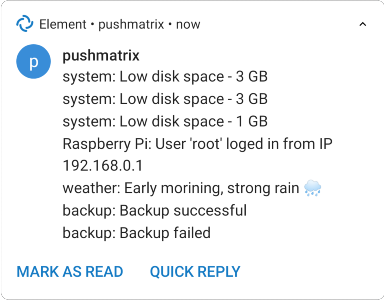 Element • pushmatrix • now
p
pushmatrix
system: Low disk space - 3 GB
system: Low disk space - 3 GB
system: Low disk space - 1 GB
Raspberry Pi: User 'root' loged in from IP
192.168.0.1
weather: Early morining, strong rain 🌧️
backup: Backup successful
backup: Backup failed
MARK AS READ QUICK REPLY